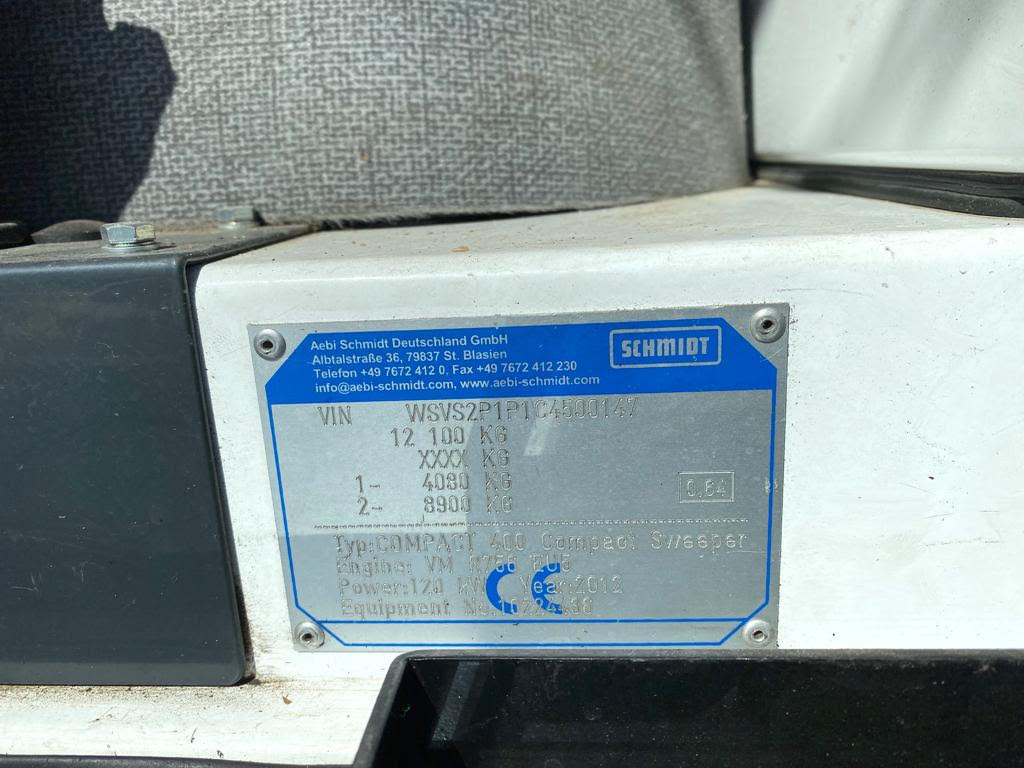 Aebi Schmidt Deutschland GmbH
Albtalstraße 36, 79837 St. Blasien
Telefon +49 7672 412 0, Fax +49 7672 412 230
info@aebi-schmidt.com, www.aebi-schmidt.com
SCHMIDT
VIN WSVS2P1P1C4500147
12 100 KG
XXXX KG
1- 4080 KG
2- 8900 KG
0.84
Typ:COMPACT 400 Compact Sweeper
Engine: VM R756 EU5
Power:120 kW Year:2012
Equipment No.
CE